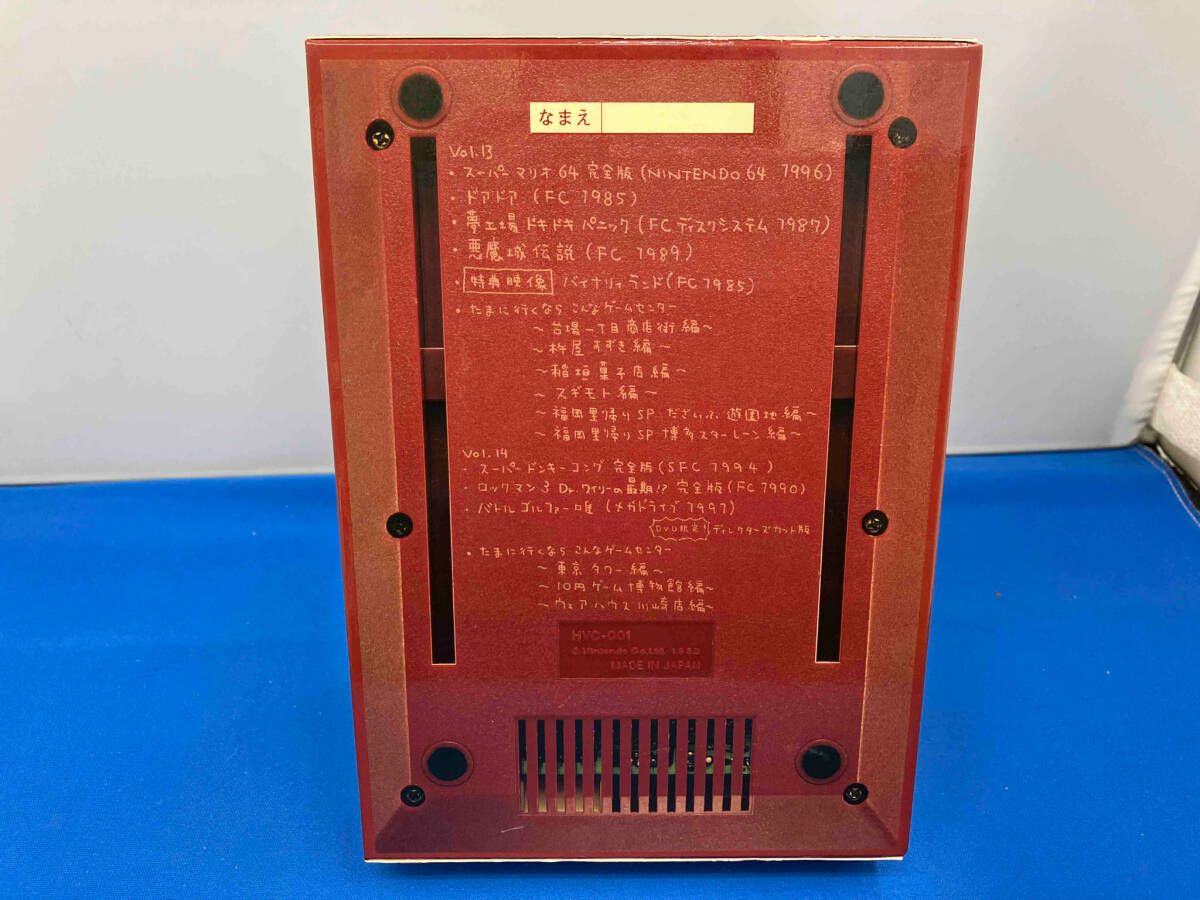 なまえ
Vol.13
・スーパーマリオ64 完全版 (NINTENDO 64 1996)
・ドアドア (FC 1985)
・夢工場ドキドキパニック (FCディスクシステム 1987)
・悪魔城伝説 (FC 1989)
・特典映像 バイナリィランド (FC 1985)
・たまに行くなら こんなゲームセンター
～台場一丁目商店街編～
～杵屋すずき編～
～稲垣菓子店編～
～スギモト編～
～福岡里帰りSP だざいふ遊園地編～
～福岡里帰りSP 博多スターレーン編～
Vol.14
・スーパードンキーコング 完全版 (SFC 1994)
・ロックマン3 Dr.ワイリーの最期!? 完全版 (FC 1990)
・バトルゴルファー唯 (メガドライブ 1991)
DVD限定! ディレクターズカット版
・たまに行くなら こんなゲームセンター
～東京タワー編～
～10円ゲーム博物館編～
～ウェアハウス川崎店編～
HVC-001
© Nintendo Co,Ltd. 1983
MADE IN JAPAN